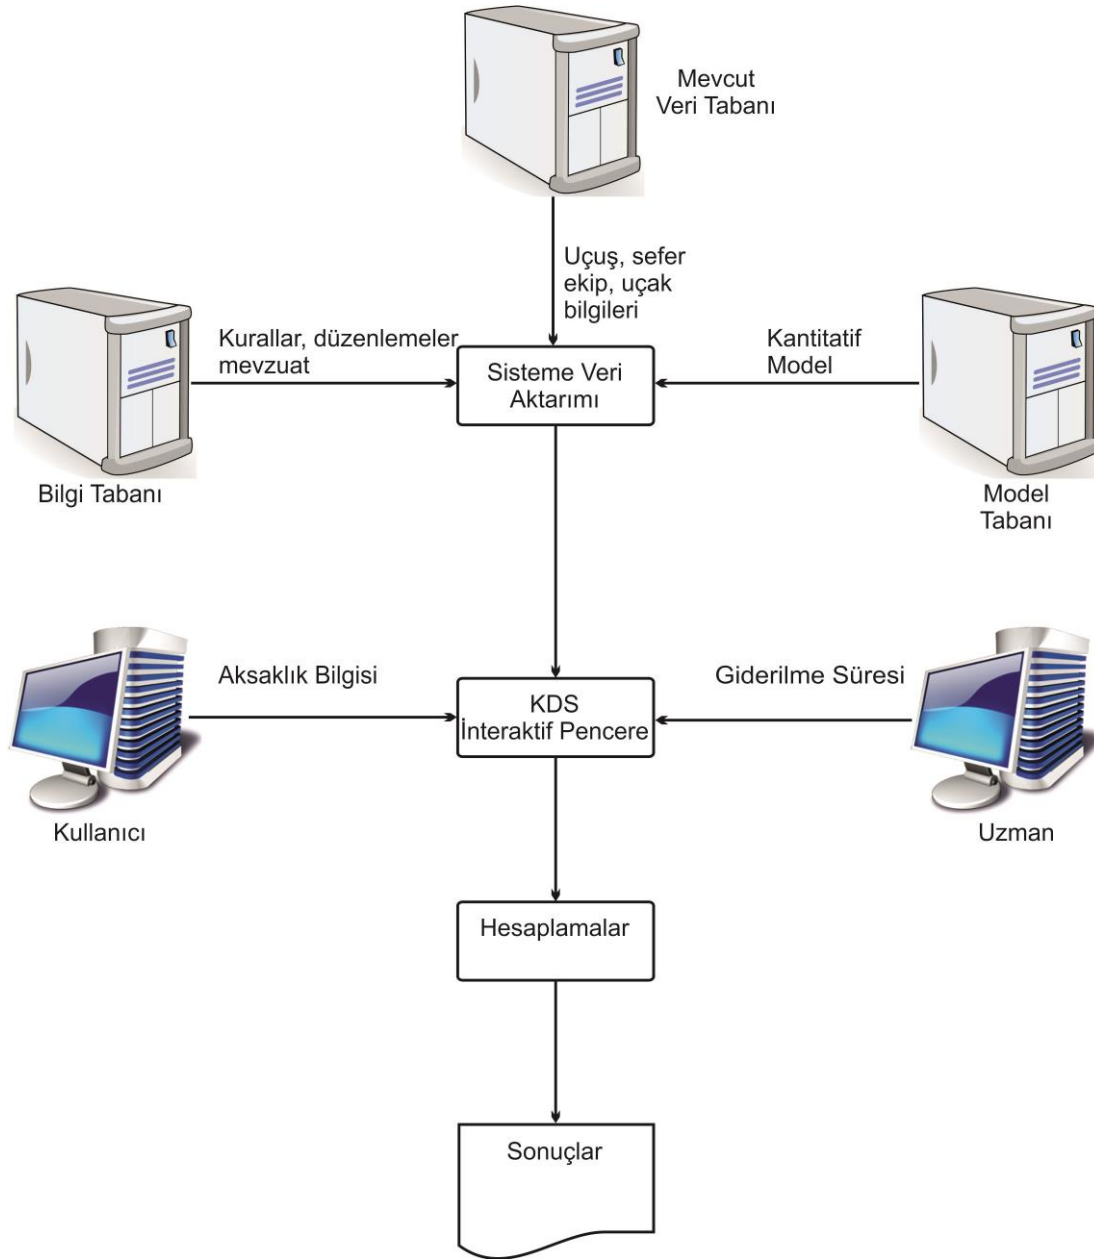 Mevcut
Veri Tabanı
Uçuş, sefer
ekip, uçak
bilgileri
Kurallar, düzenlemeler
mevzuat
Kantitatif
Model
Sisteme Veri
Aktarımı
Bilgi Tabanı
Model
Tabanı
Aksaklık Bilgisi
Giderilme Süresi
KDS
İnteraktif Pencere
Kullanıcı
Uzman
Hesaplamalar
Sonuçlar